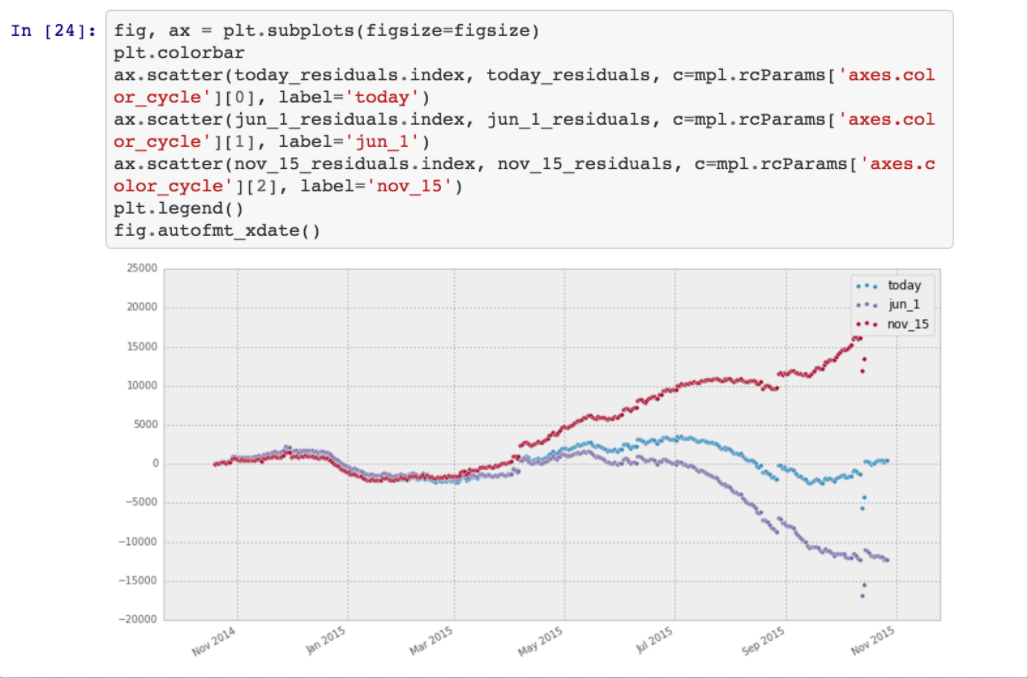 In [24]: fig, ax = plt.subplots(figsize=figsize)
plt.colorbar
ax.scatter(today_residuals.index, today_residuals, c=mpl.rcParams['axes.col
or_cycle'][0], label='today')
ax.scatter(jun_1_residuals.index, jun_1_residuals, c=mpl.rcParams['axes.col
or_cycle'][1], label='jun_1')
ax.scatter(nov_15_residuals.index, nov_15_residuals, c=mpl.rcParams['axes.c
olor_cycle'][2], label='nov_15')
plt.legend()
fig.autofmt_xdate()
25000
20000
15000
10000
5000
0
−5000
−10000
−15000
−20000
today
jun_1
nov_15
Nov 2014
Jan 2015
Mar 2015
May 2015
Jul 2015
Sep 2015
Nov 2015